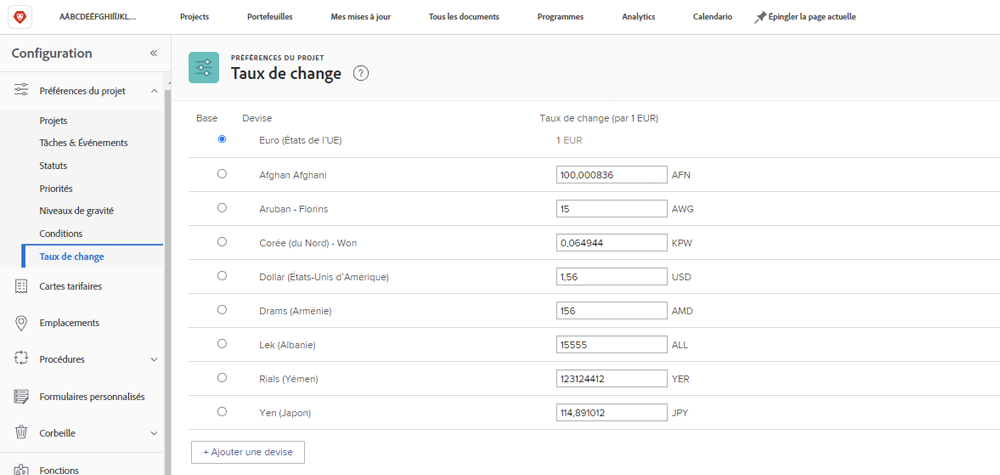 AÁBCDEÉFGHIÍJKL...
Projets
Portefeuilles
Mes mises à jour
Tous les documents
Programmes
Analytics
Calendario
Épingler la page actuelle
Configuration
Préférences du projet
Projets
Tâches & Événements
Statuts
Priorités
Niveaux de gravité
Conditions
Taux de change
Cartes tarifaires
Emplacements
Procédures
Formulaires personnalisés
Corbeille
Fonctions
PRÉFÉRENCES DU PROJET
Taux de change ?
Base Devise Taux de change (par 1 EUR)
Euro (États de l'UE) 1 EUR
Afghan Afghani 100,000836 AFN
Aruban - Florins 15 AWG
Corée (du Nord) - Won 0,064944 KPW
Dollar (États-Unis d'Amérique) 1,56 USD
Drams (Arménie) 156 AMD
Lek (Albanie) 15555 ALL
Rials (Yémen) 123124412 YER
Yen (Japon) 114,891012 JPY
+ Ajouter une devise